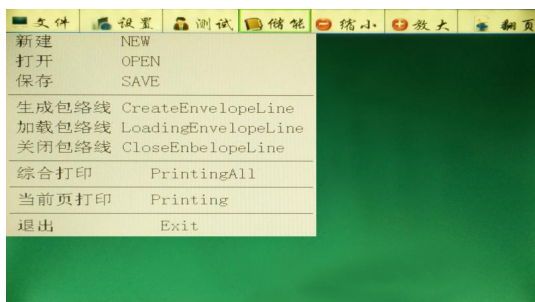 文件 设置 测试 储能 缩小 放大 翻页
新建 NEW
打开 OPEN
保存 SAVE
生成包络线 CreateEnvelopeLine
加载包络线 LoadingEnvelopeLine
关闭包络线 CloseEnbelopeLine
综合打印 PrintingAll
当前页打印 Printing
退出 Exit